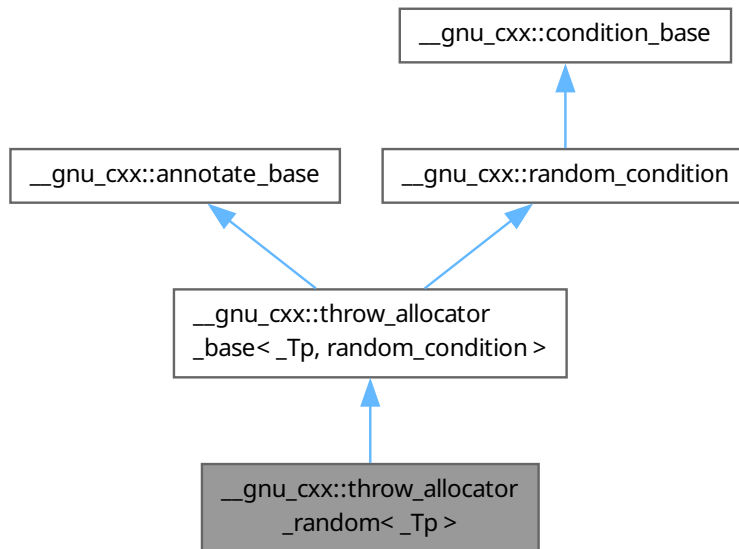 __gnu_cxx::condition_base
__gnu_cxx::annotate_base
__gnu_cxx::random_condition
__gnu_cxx::throw_allocator
_base< _Tp, random_condition >
__gnu_cxx::throw_allocator
_random< _Tp >